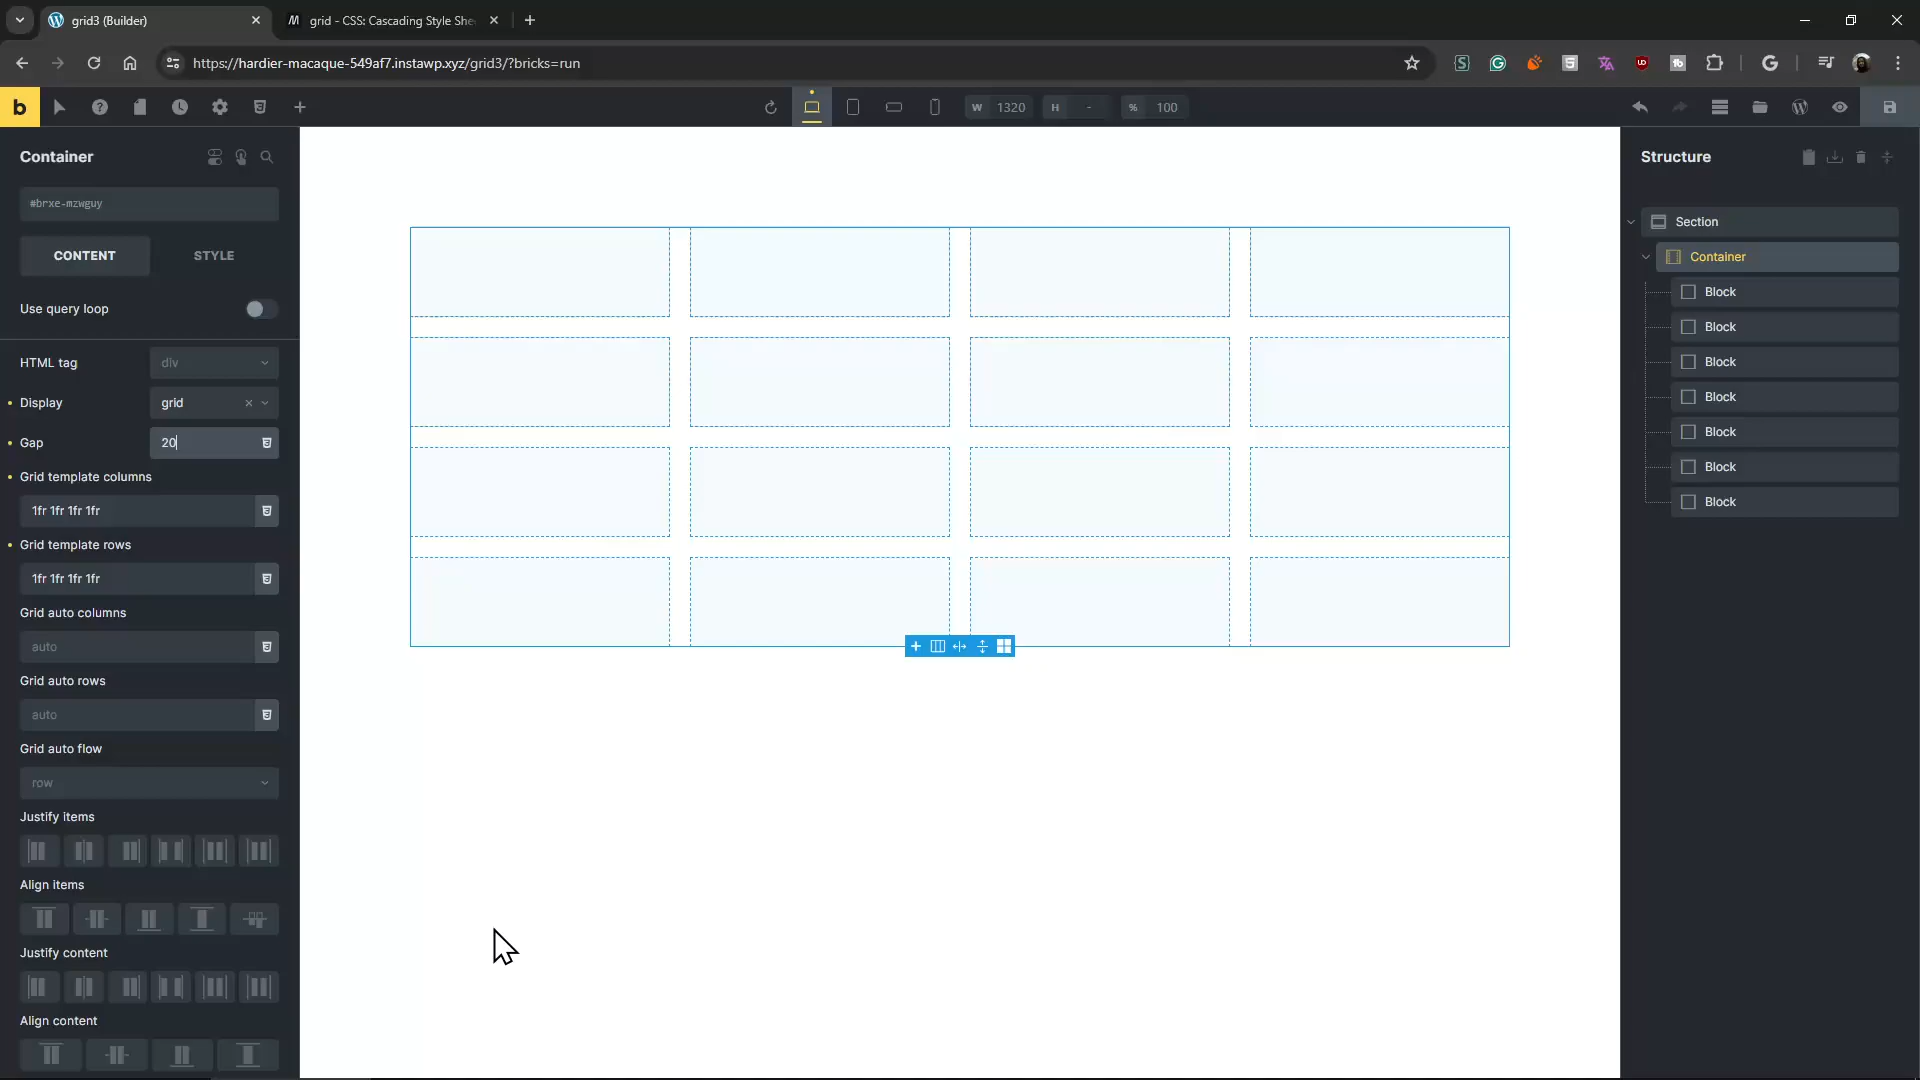 grid3 (Builder)
grid - CSS: Cascading Style She
https://hardier-macaque-549af7.instawp.xyz/grid3/?bricks=run
b
W 1320 H - % 100
Container
#brxe-mzwguy
CONTENT STYLE
Use query loop
HTML tag div
Display grid
Gap 20
Grid template columns
1fr 1fr 1fr 1fr
Grid template rows
1fr 1fr 1fr 1fr
Grid auto columns
auto
Grid auto rows
auto
Grid auto flow
row
Justify items
Align items
Justify content
Align content
Structure
Section
Container
Block
Block
Block
Block
Block
Block
Block